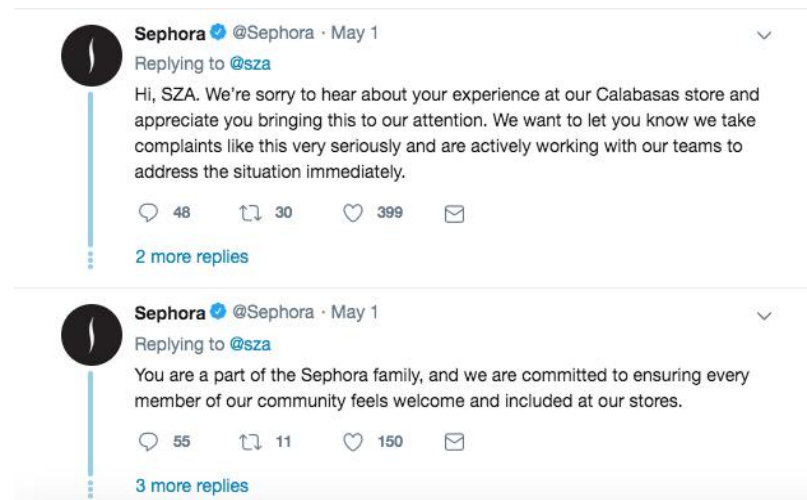 Sephora @Sephora · May 1
Replying to @sza
Hi, SZA. We're sorry to hear about your experience at our Calabasas store and
appreciate you bringing this to our attention. We want to let you know we take
complaints like this very seriously and are actively working with our teams to
address the situation immediately.
48 30 399
2 more replies
Sephora @Sephora · May 1
Replying to @sza
You are a part of the Sephora family, and we are committed to ensuring every
member of our community feels welcome and included at our stores.
55 11 150
3 more replies